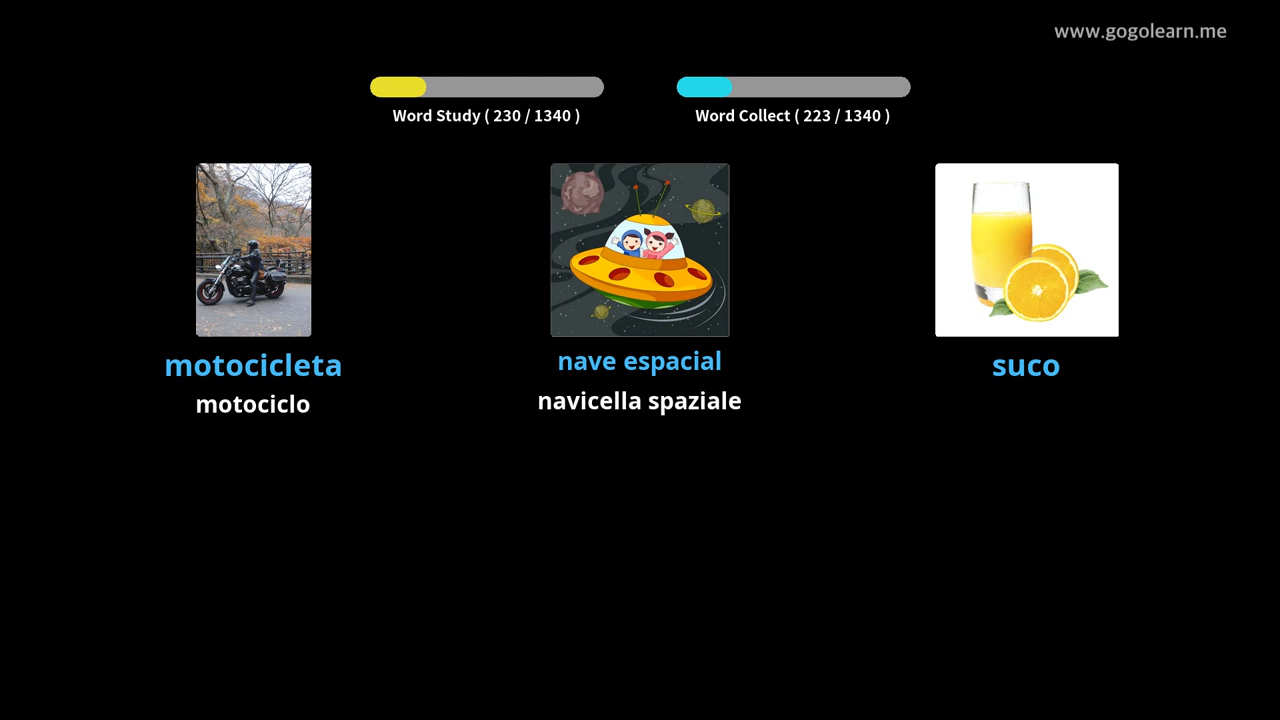 www.gogolearn.me
Word Study ( 230 / 1340 )
Word Collect ( 223 / 1340 )
motocicleta
motociclo
nave espacial
navicella spaziale
suco